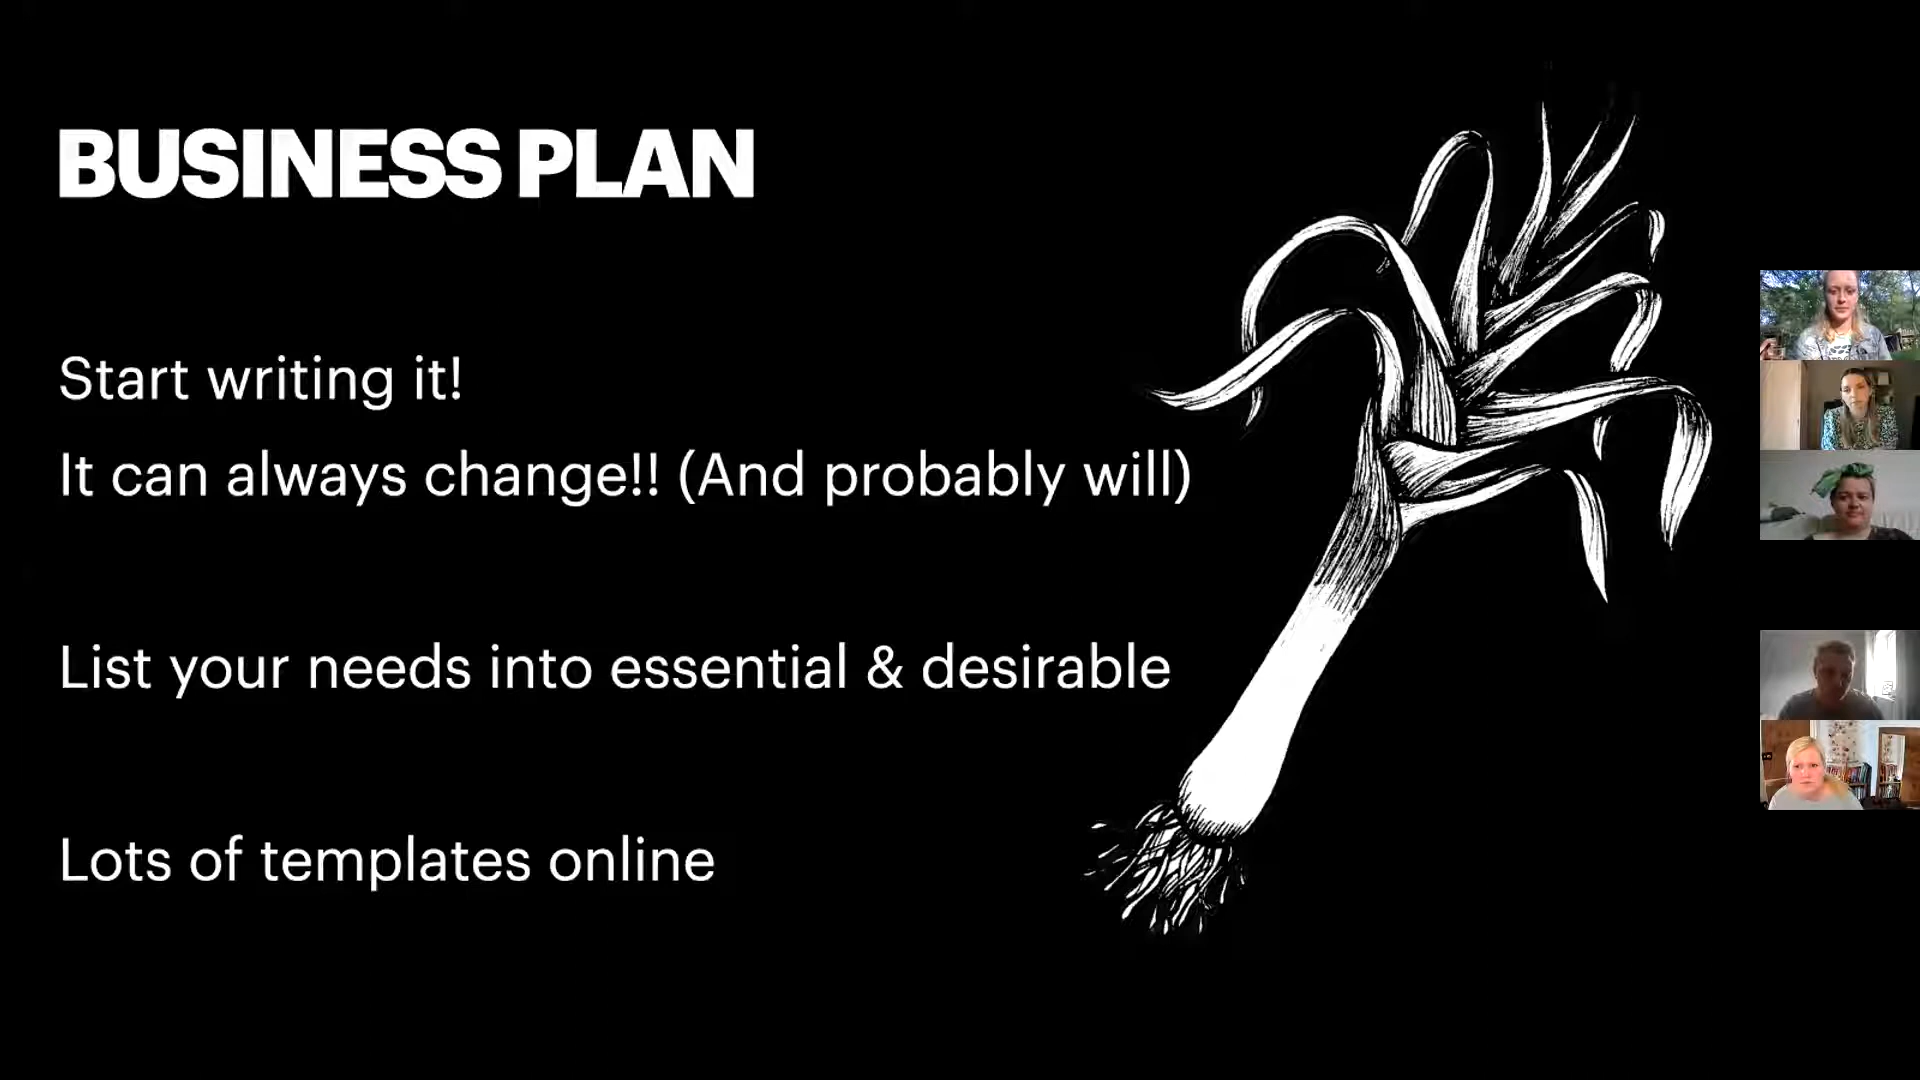 BUSINESS PLAN
Start writing it!
It can always change!! (And probably will)
List your needs into essential & desirable
Lots of templates online